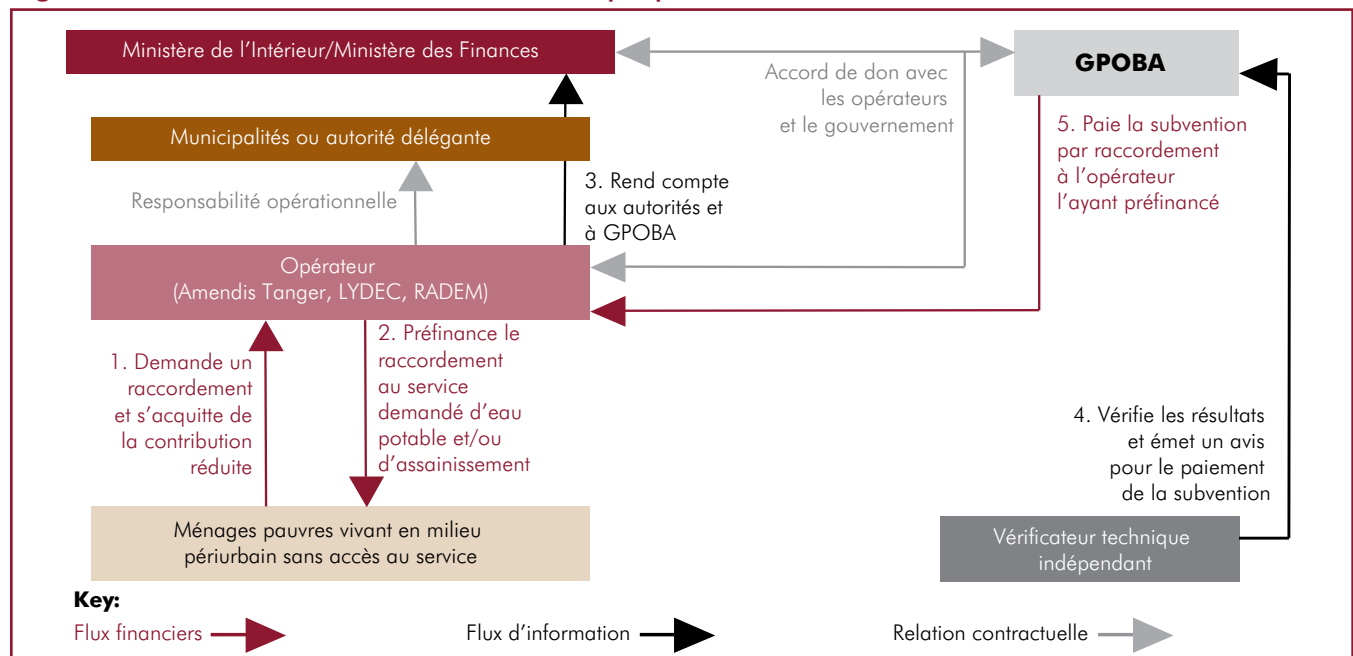 Ministère de l'Intérieur/Ministère des Finances
GPOBA
Accord de don avec
les opérateurs
et le gouvernement
Municipalités ou autorité délégante
5. Paie la subvention
par raccordement
à l'opérateur
l'ayant préfinancé
Responsabilité opérationnelle
3. Rend compte
aux autorités et
à GPOBA
Opérateur
(Amendis Tanger, LYDEC, RADEM)
1. Demande un
raccordement
et s'acquitte de
la contribution
réduite
2. Préfinance le
raccordement
au service
demandé d'eau
potable et/ou
d'assainissement
4. Vérifie les résultats
et émet un avis
pour le paiement
de la subvention
Ménages pauvres vivant en milieu
périurbain sans accès au service
Vérificateur technique
indépendant
Key:
Flux financiers
Flux d'information
Relation contractuelle